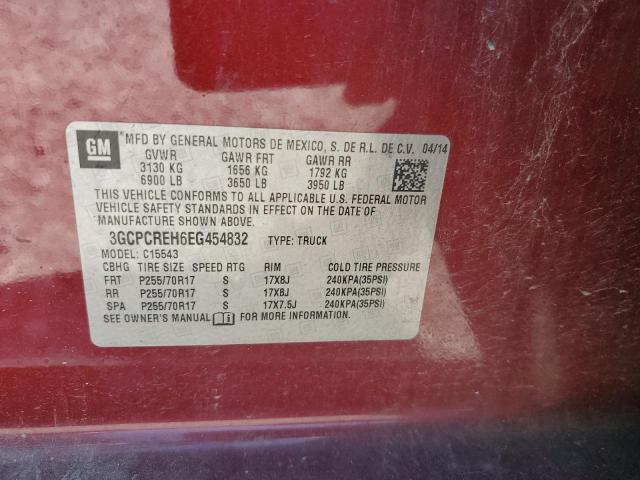 GM *MFD BY GENERAL MOTORS DE MEXICO, S. DE R.L. DE C.V. 04/14
GVWR GAWR FRT GAWR RR
3130 KG 1656 KG 1792 KG
6900 LB 3650 LB 3950 LB
THIS VEHICLE CONFORMS TO ALL APPLICABLE U.S. FEDERAL MOTOR
VEHICLE SAFETY STANDARDS IN EFFECT ON THE DATE OF
MANUFACTURE SHOWN ABOVE.
3GCPCREH6EG454832 TYPE: TRUCK
MODEL: C15543
CBHG TIRE SIZE SPEED RTG RIM COLD TIRE PRESSURE
FRT P255/70R17 S 17X8J 240KPA(35PSI)
RR P255/70R17 S 17X8J 240KPA(35PSI)
SPA P255/70R17 S 17X7.5J 240KPA(35PSI)
SEE OWNER'S MANUAL FOR MORE INFORMATION.